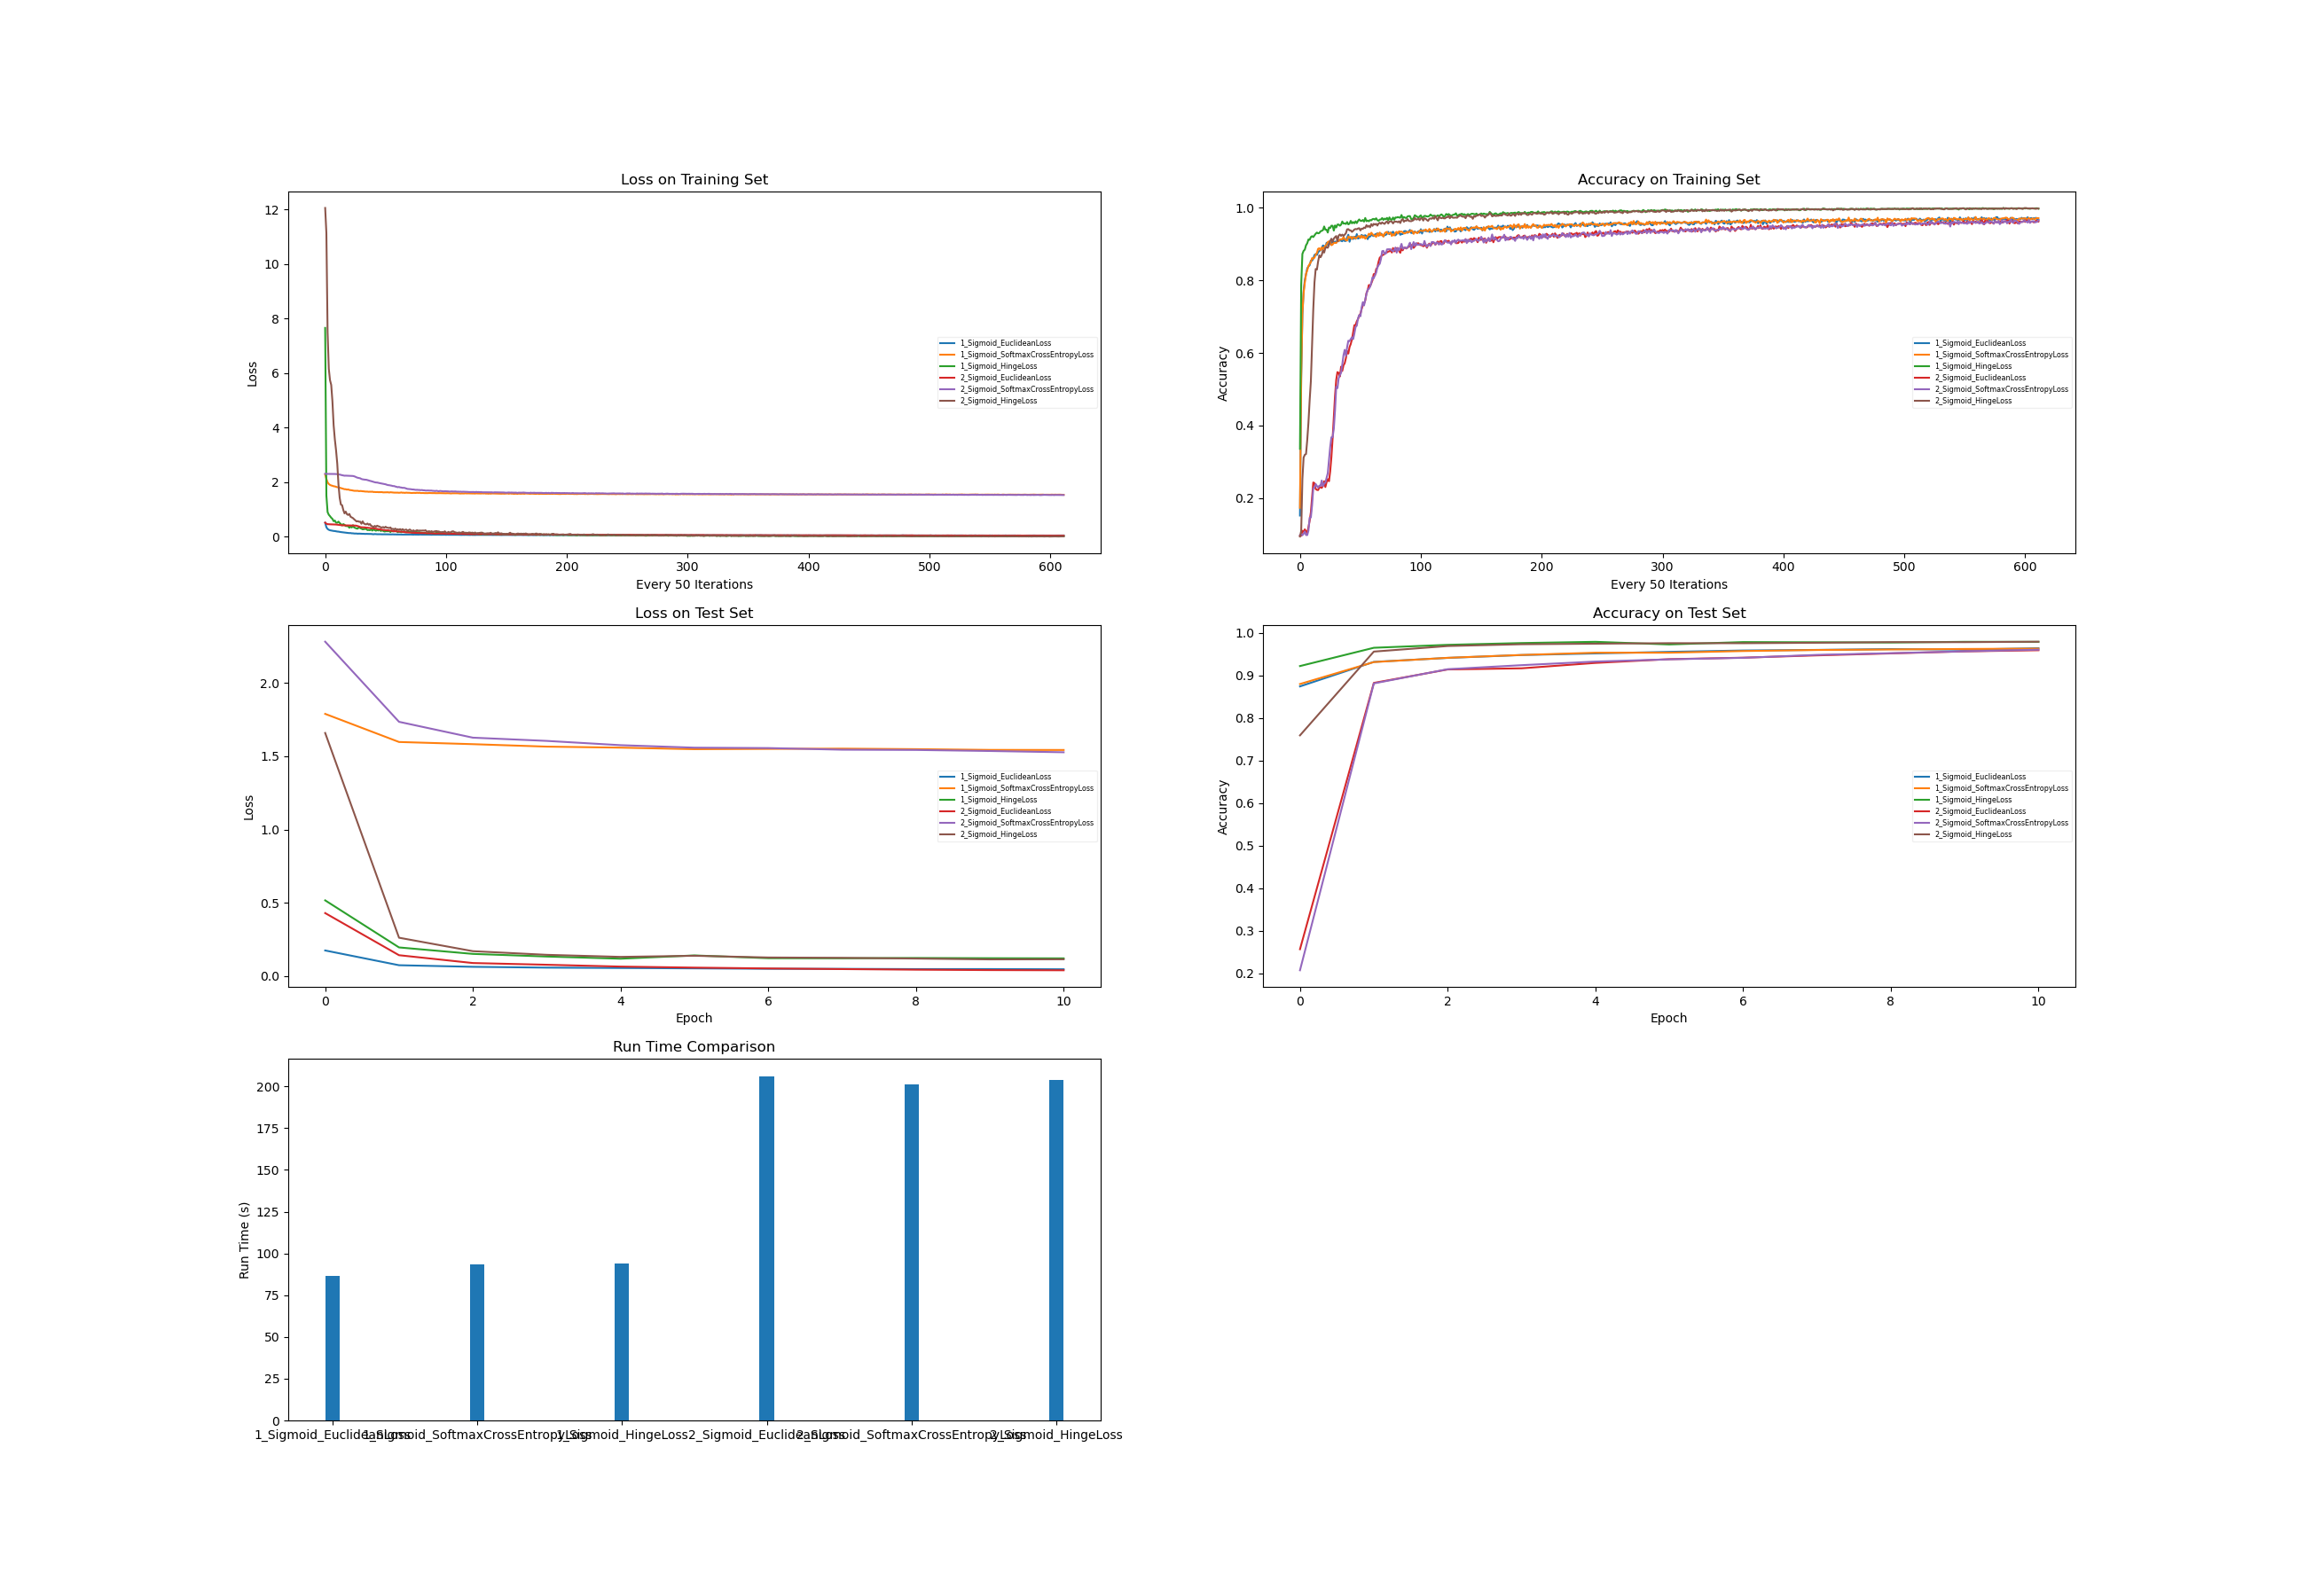 Loss on Training Set
12
10
8
6
4
2
0
Loss
1_Sigmoid_EuclideanLoss
1_Sigmoid_SoftmaxCrossEntropyLoss
1_Sigmoid_HingeLoss
2_Sigmoid_EuclideanLoss
2_Sigmoid_SoftmaxCrossEntropyLoss
2_Sigmoid_HingeLoss
0 100 200 300 400 500 600
Every 50 Iterations
Accuracy on Training Set
1.0
0.8
0.6
0.4
0.2
Accuracy
1_Sigmoid_EuclideanLoss
1_Sigmoid_SoftmaxCrossEntropyLoss
1_Sigmoid_HingeLoss
2_Sigmoid_EuclideanLoss
2_Sigmoid_SoftmaxCrossEntropyLoss
2_Sigmoid_HingeLoss
0 100 200 300 400 500 600
Every 50 Iterations
Loss on Test Set
2.0
1.5
1.0
0.5
0.0
Loss
1_Sigmoid_EuclideanLoss
1_Sigmoid_SoftmaxCrossEntropyLoss
1_Sigmoid_HingeLoss
2_Sigmoid_EuclideanLoss
2_Sigmoid_SoftmaxCrossEntropyLoss
2_Sigmoid_HingeLoss
0 2 4 6 8 10
Epoch
Accuracy on Test Set
1.0
0.9
0.8
0.7
0.6
0.5
0.4
0.3
0.2
Accuracy
1_Sigmoid_EuclideanLoss
1_Sigmoid_SoftmaxCrossEntropyLoss
1_Sigmoid_HingeLoss
2_Sigmoid_EuclideanLoss
2_Sigmoid_SoftmaxCrossEntropyLoss
2_Sigmoid_HingeLoss
0 2 4 6 8 10
Epoch
Run Time Comparison
200
175
150
125
100
75
50
25
0
Run Time (s)
1_Sigmoid_EuclideanLoss 1_Sigmoid_SoftmaxCrossEntropyLoss 1_Sigmoid_HingeLoss 2_Sigmoid_EuclideanLoss 2_Sigmoid_SoftmaxCrossEntropyLoss 2_Sigmoid_HingeLoss